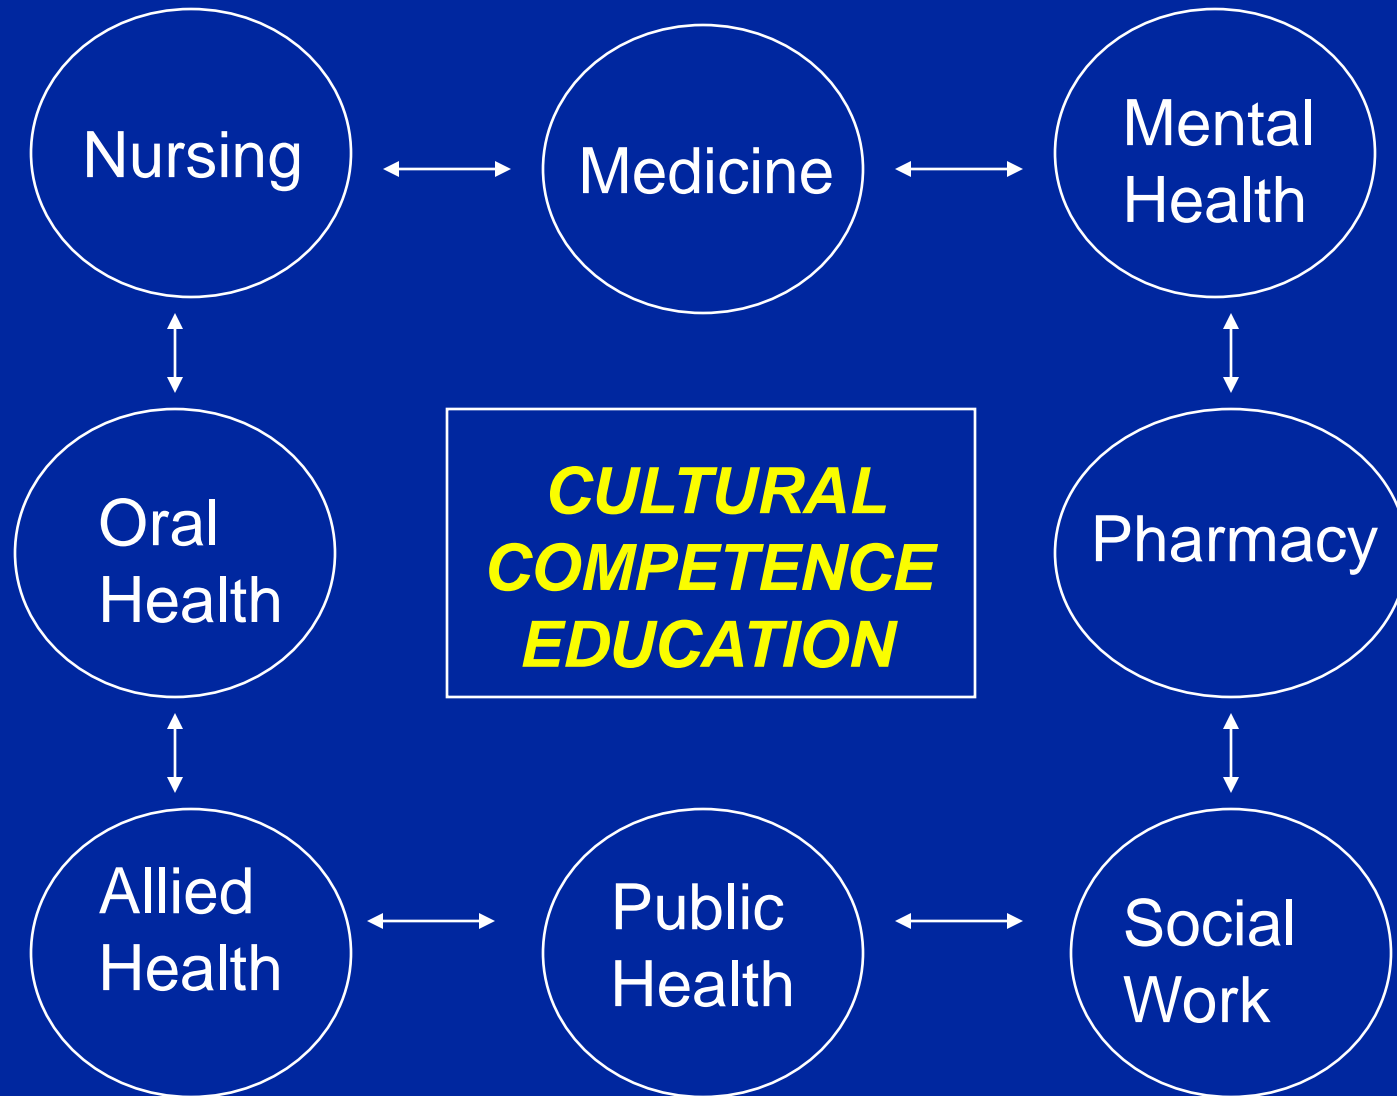 Nursing
Medicine
Mental
Health
Oral
Health
CULTURAL
COMPETENCE
EDUCATION
Pharmacy
Allied
Health
Public
Health
Social
Work